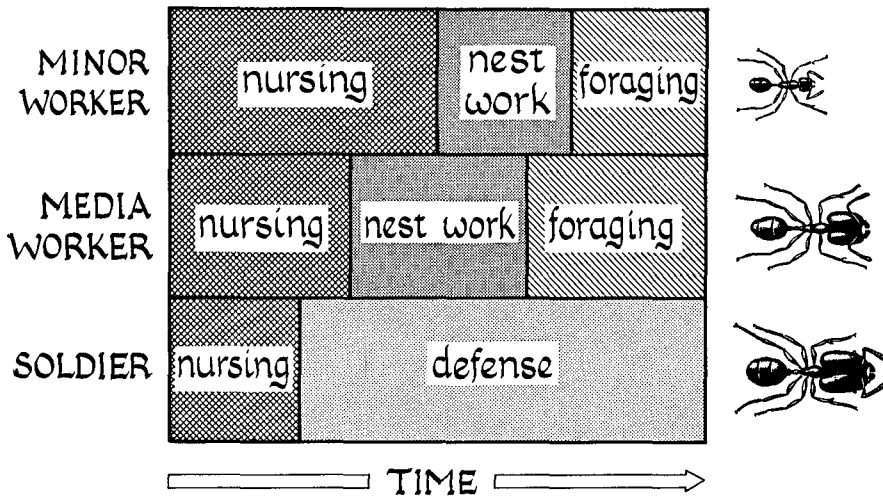 MINOR
WORKER
nursing
nest
work
foraging
MEDIA
WORKER
nursing
nest work
foraging
SOLDIER
nursing
defense
TIME